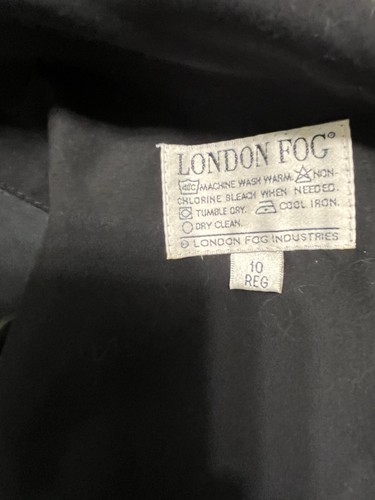 LONDON FOG®
40C MACHINE WASH WARM. NON-
CHLORINE BLEACH WHEN NEEDED.
TUMBLE DRY. COOL IRON.
DRY CLEAN.
© LONDON FOG INDUSTRIES
10
REG